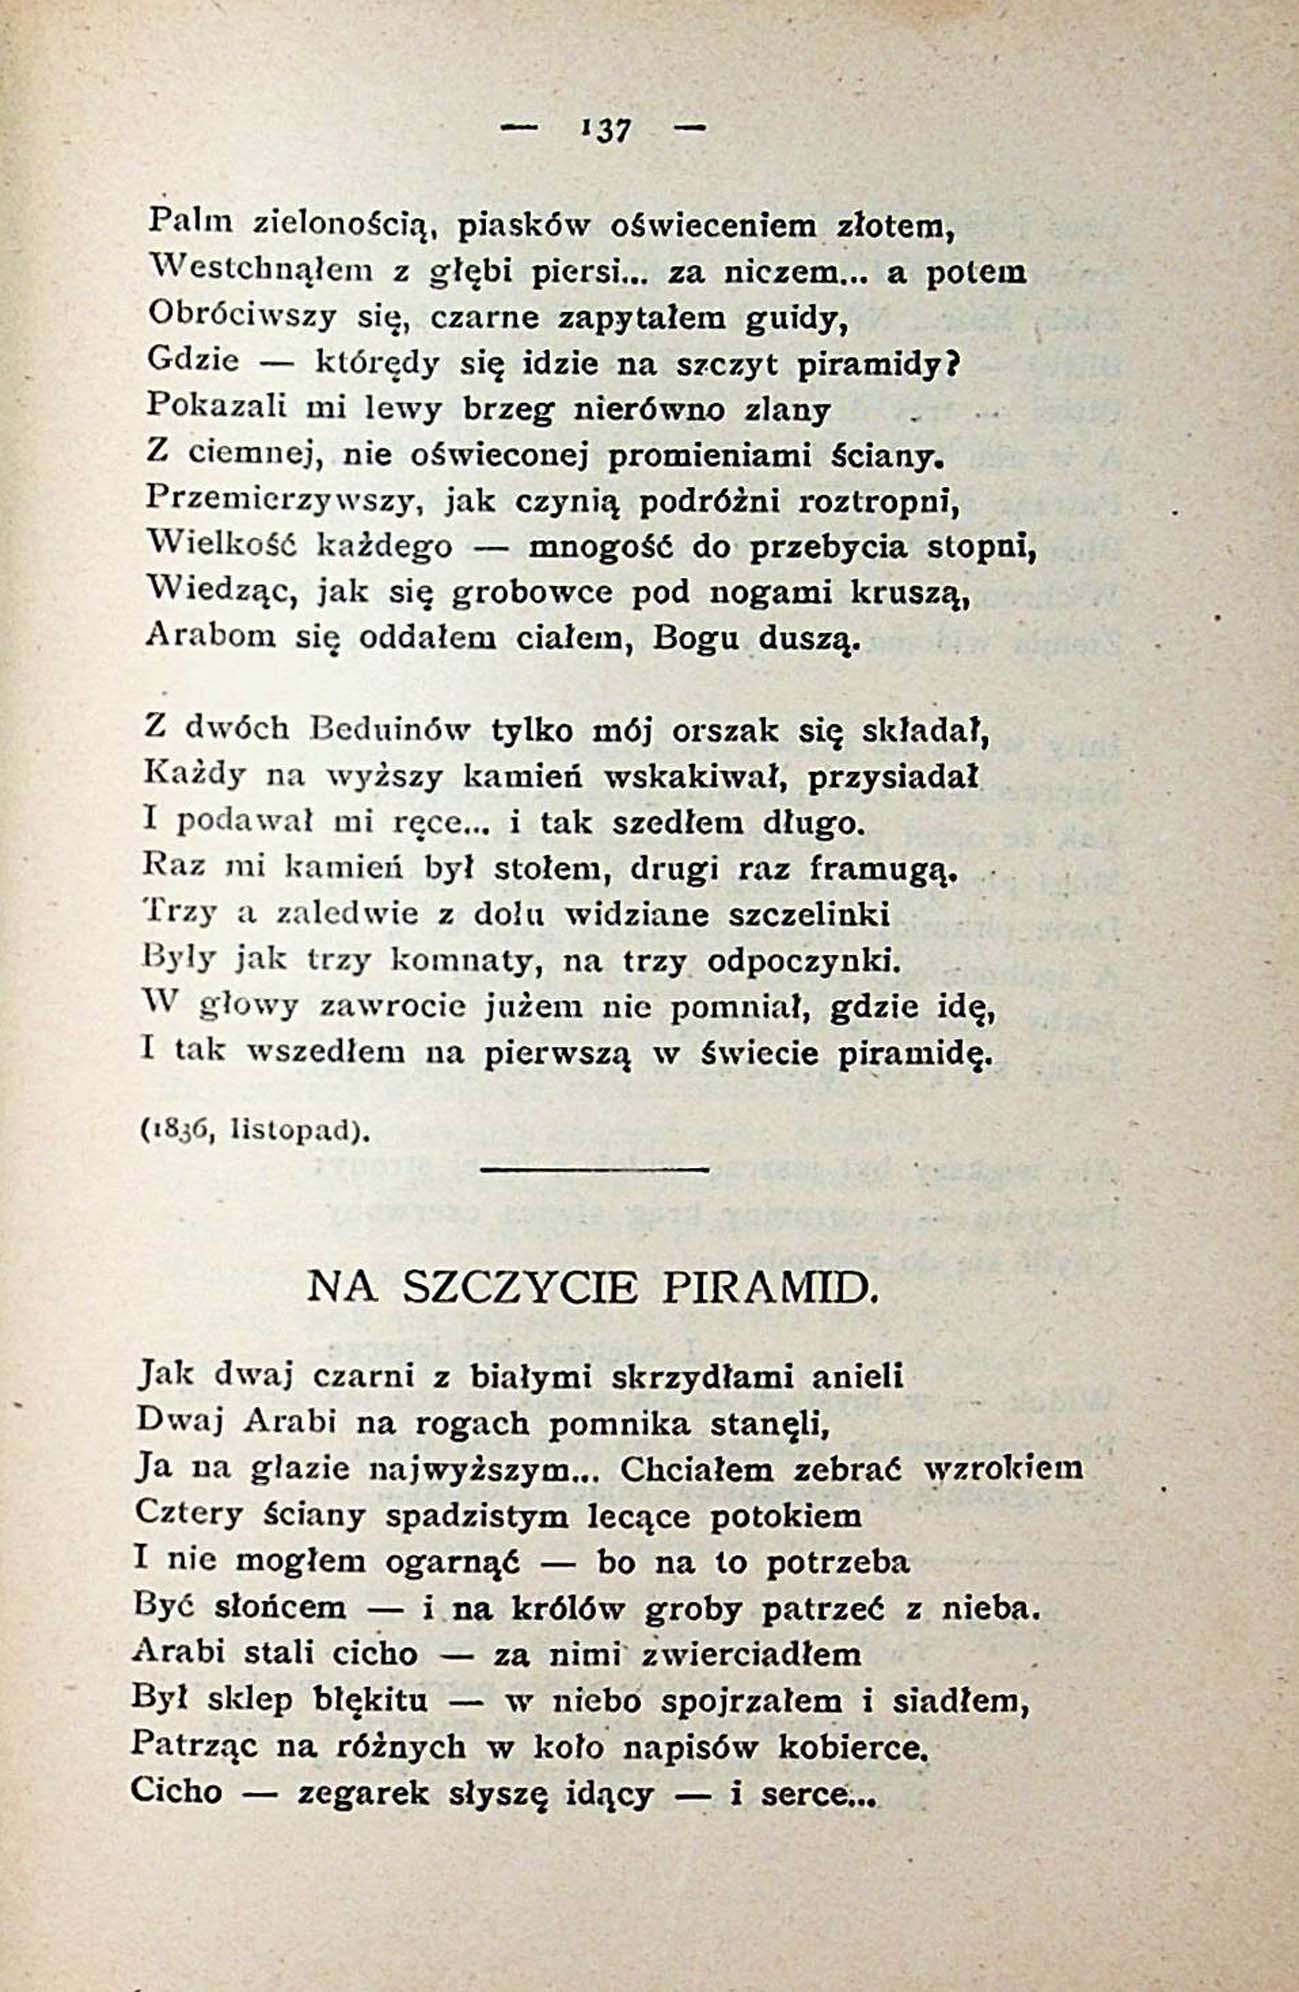 — 137 —
Palm zielonością, piasków oświeceniem złotem,
Westchnąłem z głębi piersi... za niczem... a potem
Obróciwszy się, czarne zapytałem guidy,
Gdzie — którędy się idzie na szczyt piramidy?
Pokazali mi lewy brzeg nierówno zlany
Z ciemnej, nie oświeconej promieniami ściany.
Przemierzywszy, jak czynią podróżni roztropni,
Wielkość każdego — mnogość do przebycia stopni,
Wiedząc, jak się grobowce pod nogami kruszą,
Arabom się oddałem ciałem, Bogu duszą.
Z dwóch Beduinów tylko mój orszak się składał,
Każdy na wyższy kamień wskakiwał, przysiadał
I podawał mi ręce... i tak szedłem długo.
Raz mi kamień był stołem, drugi raz framugą.
Trzy a zaledwie z dołu widziane szczelinki
Były jak trzy komnaty, na trzy odpoczynki.
W głowy zawrocie jużem nie pomniał, gdzie idę,
I tak wszedłem na pierwszą w świecie piramidę.
(1836, listopad).
NA SZCZYCIE PIRAMID.
Jak dwaj czarni z białymi skrzydłami anieli
Dwaj Arabi na rogach pomnika stanęli,
Ja na głazie najwyższym... Chciałem zebrać wzrokiem
Cztery ściany spadzistym lecące potokiem
I nie mogłem ogarnąć — bo na to potrzeba
Być słońcem — i na królów groby patrzeć z nieba.
Arabi stali cicho — za nimi zwierciadłem
Był sklep błękitu — w niebo spojrzałem i siadłem,
Patrząc na różnych w koło napisów kobierce.
Cicho — zegarek słyszę idący — i serce...